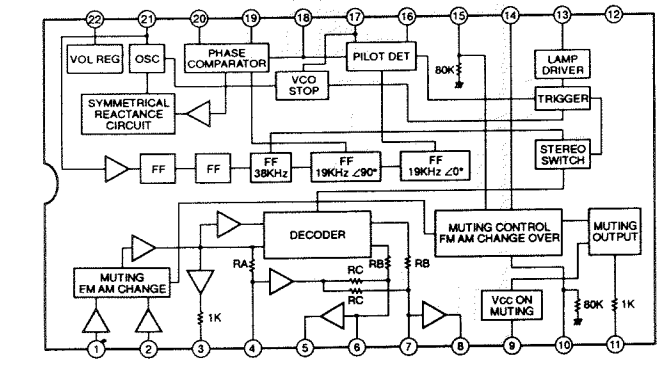 22 21 20 19 18 17 16 15 14 13 12
VOL REG
OSC
PHASE
COMPARATOR
VCO
STOP
PILOT DET
80K
LAMP
DRIVER
TRIGGER
SYMMETRICAL
REACTANCE
CIRCUIT
STEREO
SWITCH
FF
FF
FF
38KHz
FF
19KHz ∠90°
FF
19KHz ∠0°
DECODER
MUTING CONTROL
FM AM CHANGE OVER
MUTING
OUTPUT
MUTING
FM AM CHANGE
RA
RB
RB
RC
RC
1K
VCC ON
MUTING
80K
1K
1 2 3 4 5 6 7 8 9 10 11